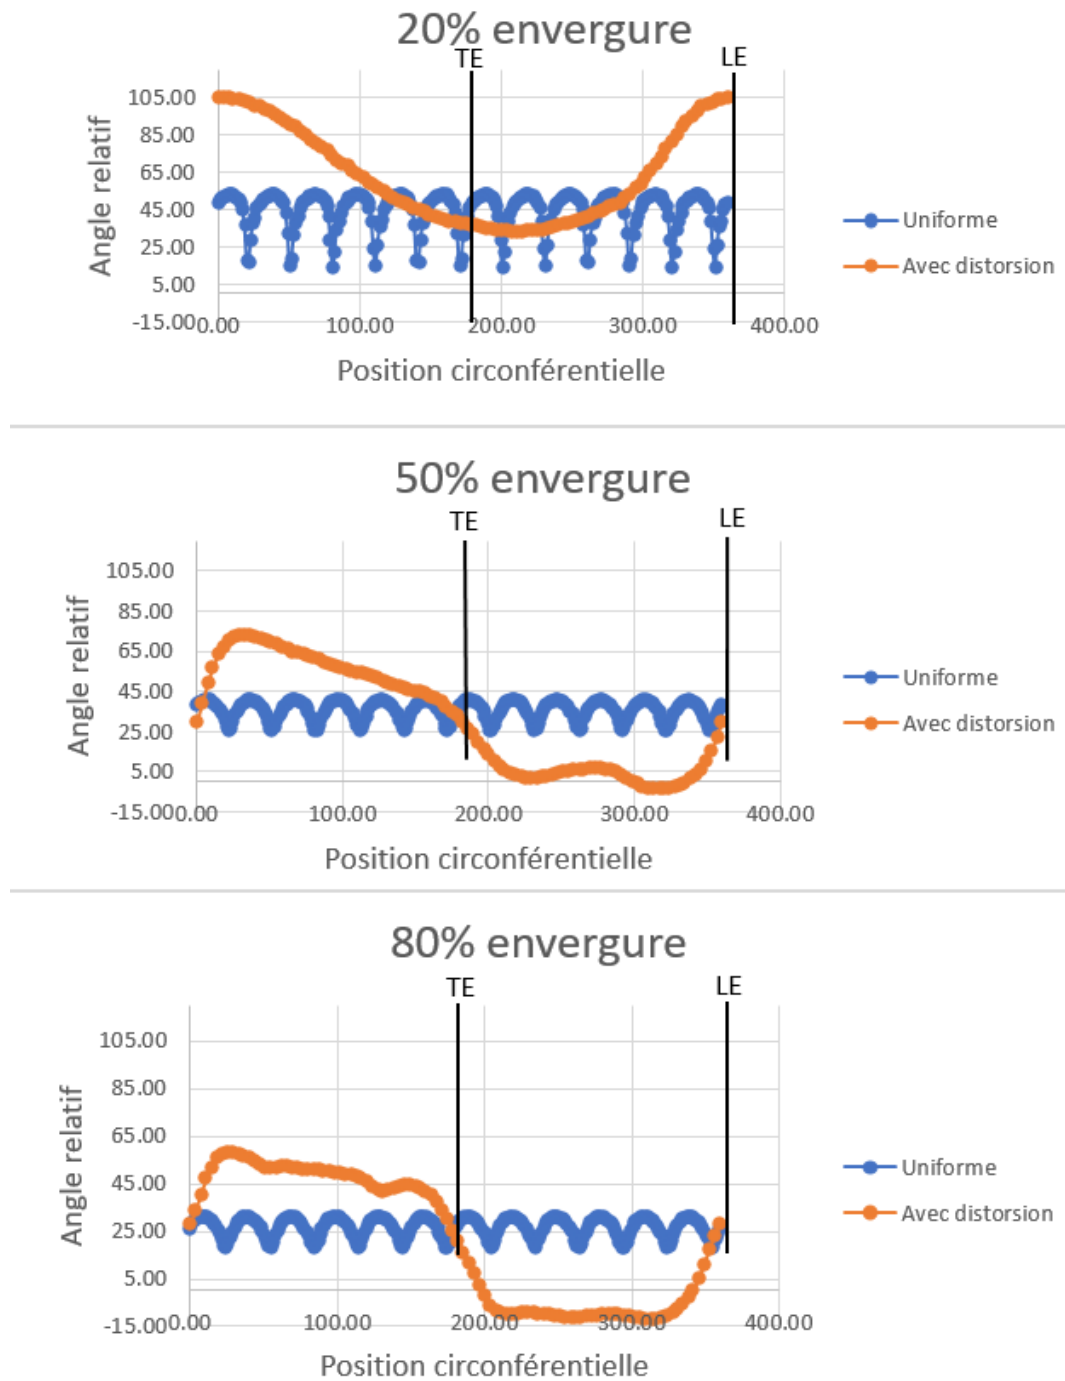 20% envergure
TE
LE
105.00
85.00
65.00
45.00
25.00
5.00
-15.00
0.00
100.00
200.00
300.00
400.00
Angle relatif
Position circonférentielle
Uniforme
Avec distorsion
50% envergure
TE
LE
105.00
85.00
65.00
45.00
25.00
5.00
-15.00
0.00
100.00
200.00
300.00
400.00
Angle relatif
Position circonférentielle
Uniforme
Avec distorsion
80% envergure
TE
LE
105.00
85.00
65.00
45.00
25.00
5.00
-15.00
0.00
100.00
200.00
300.00
400.00
Angle relatif
Position circonférentielle
Uniforme
Avec distorsion